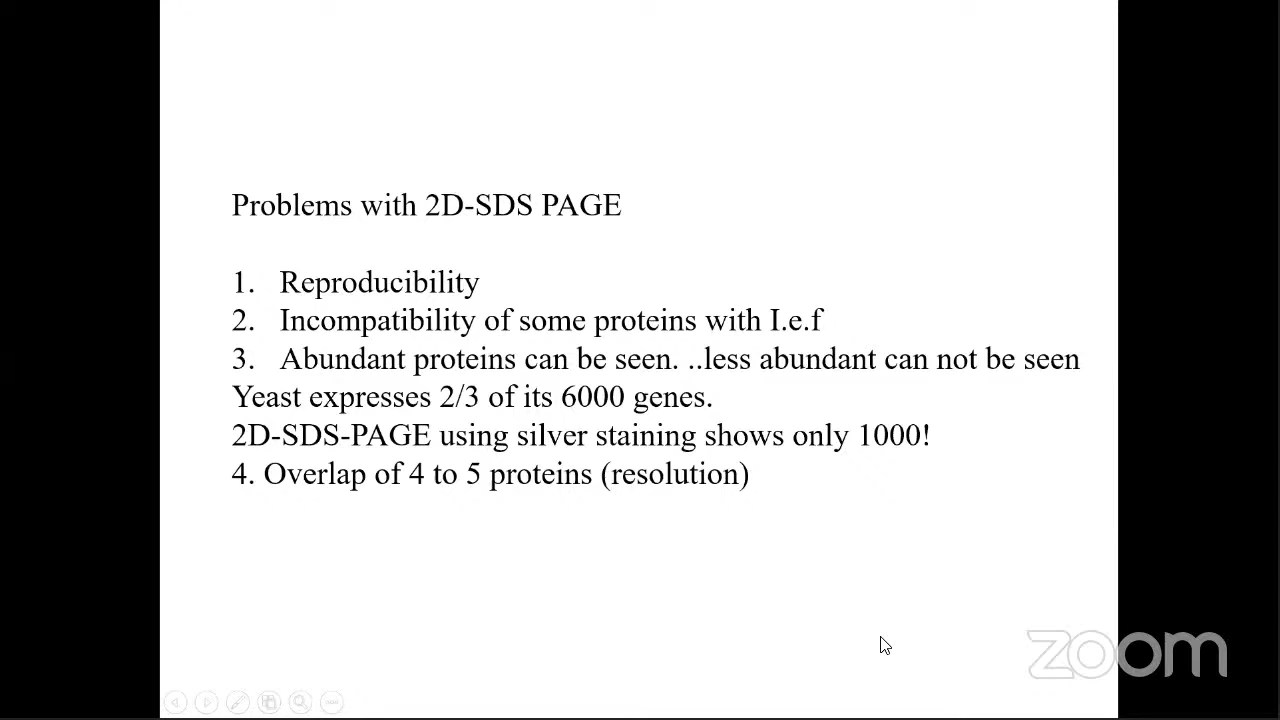 Problems with 2D-SDS PAGE
1. Reproducibility
2. Incompatibility of some proteins with I.e.f
3. Abundant proteins can be seen. ..less abundant can not be seen
Yeast expresses 2/3 of its 6000 genes.
2D-SDS-PAGE using silver staining shows only 1000!
4. Overlap of 4 to 5 proteins (resolution)
zoom